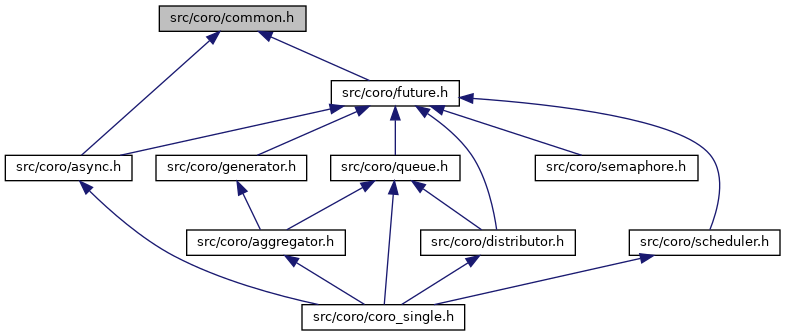 src/coro/common.h
src/coro/future.h
src/coro/async.h
src/coro/generator.h
src/coro/queue.h
src/coro/semaphore.h
src/coro/aggregator.h
src/coro/distributor.h
src/coro/scheduler.h
src/coro/coro_single.h